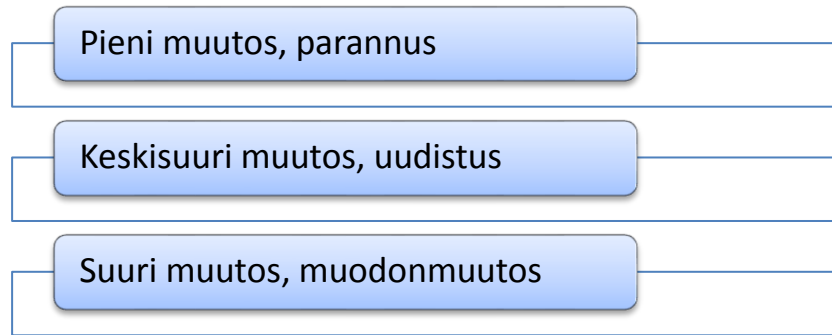 Pieni muutos, parannus
Keskisuuri muutos, uudistus
Suuri muutos, muodonmuutos